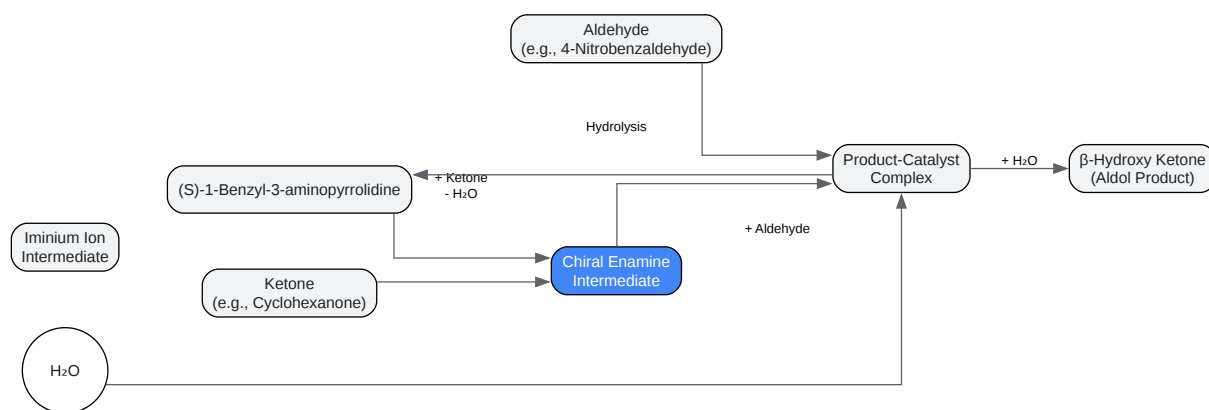 Aldehyde
(e.g., 4-Nitrobenzaldehyde)
Hydrolysis
Product-Catalyst
Complex
+ H₂O
β-Hydroxy Ketone
(Aldol Product)
(S)-1-Benzyl-3-aminopyrrolidine
+ Ketone
- H₂O
Iminium Ion
Intermediate
+ Aldehyde
Chiral Enamine
Intermediate
Ketone
(e.g., Cyclohexanone)
H₂O